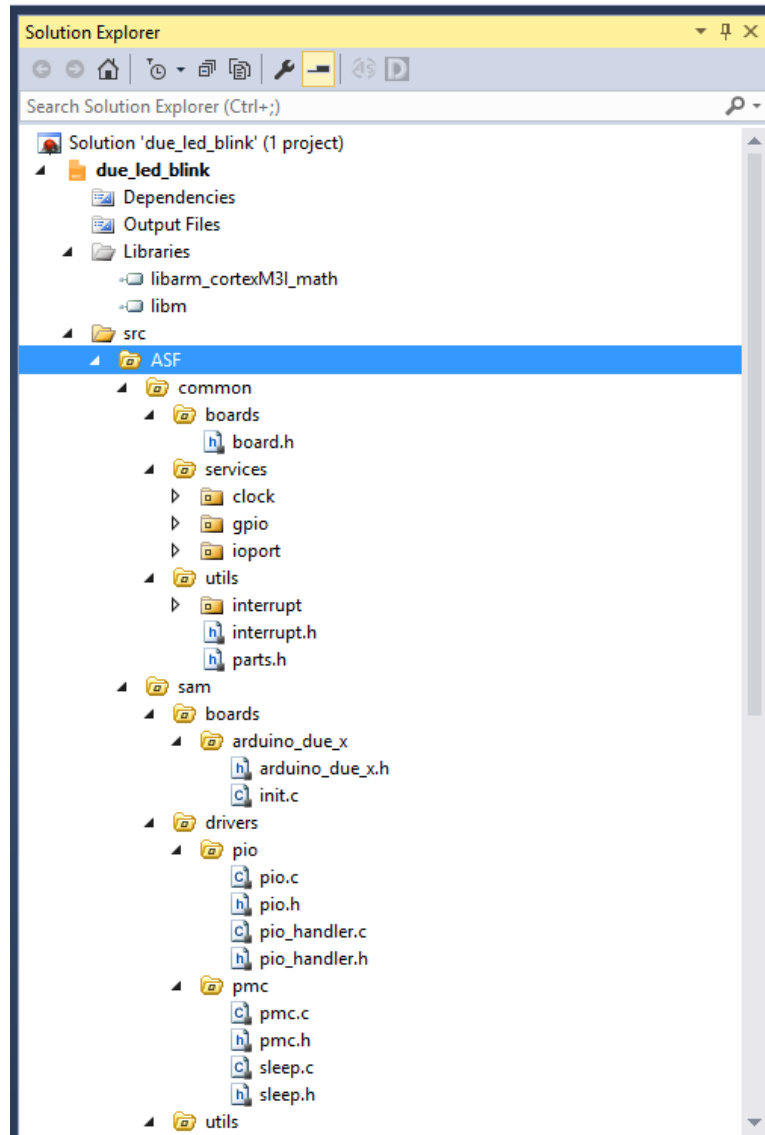 Solution Explorer
Search Solution Explorer (Ctrl+;)
Solution 'due_led_blink' (1 project)
due_led_blink
Dependencies
Output Files
Libraries
libarm_cortexM3l_math
libm
src
ASF
common
boards
board.h
services
clock
gpio
ioport
utils
interrupt
interrupt.h
parts.h
sam
boards
arduino_due_x
arduino_due_x.h
init.c
drivers
pio
pio.c
pio.h
pio_handler.c
pio_handler.h
pmc
pmc.c
pmc.h
sleep.c
sleep.h
utils